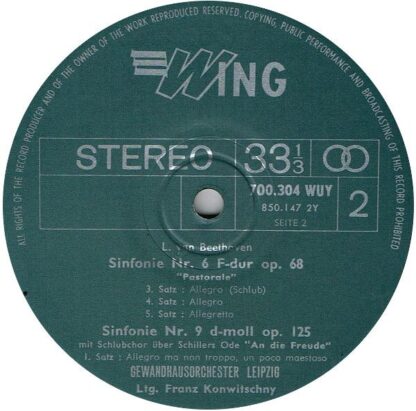 ALL RIGHTS OF THE RECORD PRODUCER AND OF THE OWNER OF THE WORK REPRODUCED RESERVED. COPYING, PUBLIC PERFORMANCE AND BROADCASTING OF THIS RECORD PROHIBITED
WING
STEREO 33 1/3
700.304 WUY
850.147 2Y
SEITE 2
2
L. van Beethoven
Sinfonie Nr. 6 F-dur op. 68
"Pastorale"
3. Satz : Allegro (Schlub)
4. Satz : Allegro
5. Satz : Allegretto
Sinfonie Nr. 9 d-moll op. 125
mit Schlubchor über Schillers Ode "An die Freude"
1. Satz : Allegro ma non troppo, un poco maestoso
GEWANDHAUSORCHESTER LEIPZIG
Ltg. Franz Konwitschny